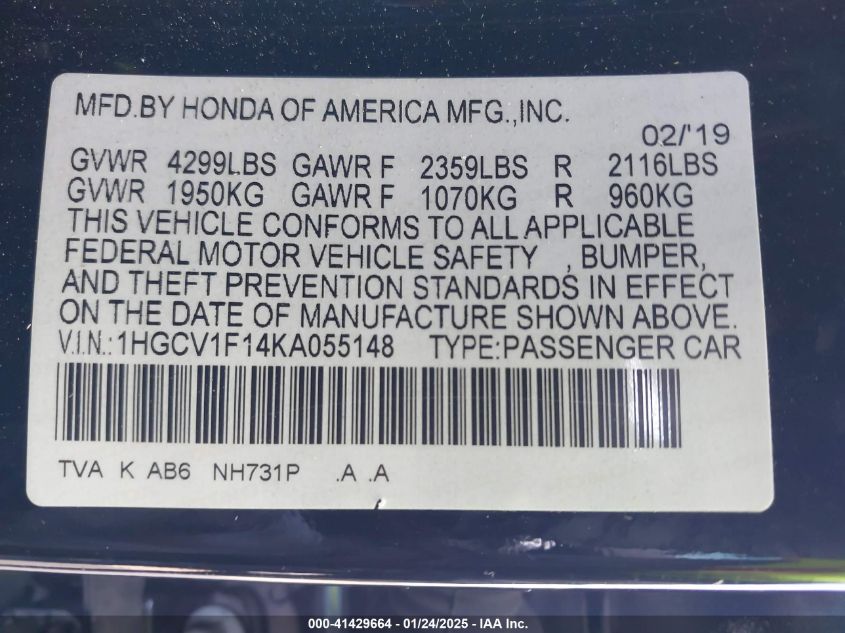 MFD.BY HONDA OF AMERICA MFG.,INC.
02/'19
GVWR 4299LBS GAWR F 2359LBS R 2116LBS
GVWR 1950KG GAWR F 1070KG R 960KG
THIS VEHICLE CONFORMS TO ALL APPLICABLE
FEDERAL MOTOR VEHICLE SAFETY , BUMPER,
AND THEFT PREVENTION STANDARDS IN EFFECT
ON THE DATE OF MANUFACTURE SHOWN ABOVE.
V.I.N.:1HGCV1F14KA055148 TYPE:PASSENGER CAR
TVA K AB6 NH731P .A .A
000-41429664 / 01/24/2025 - IAA Inc.